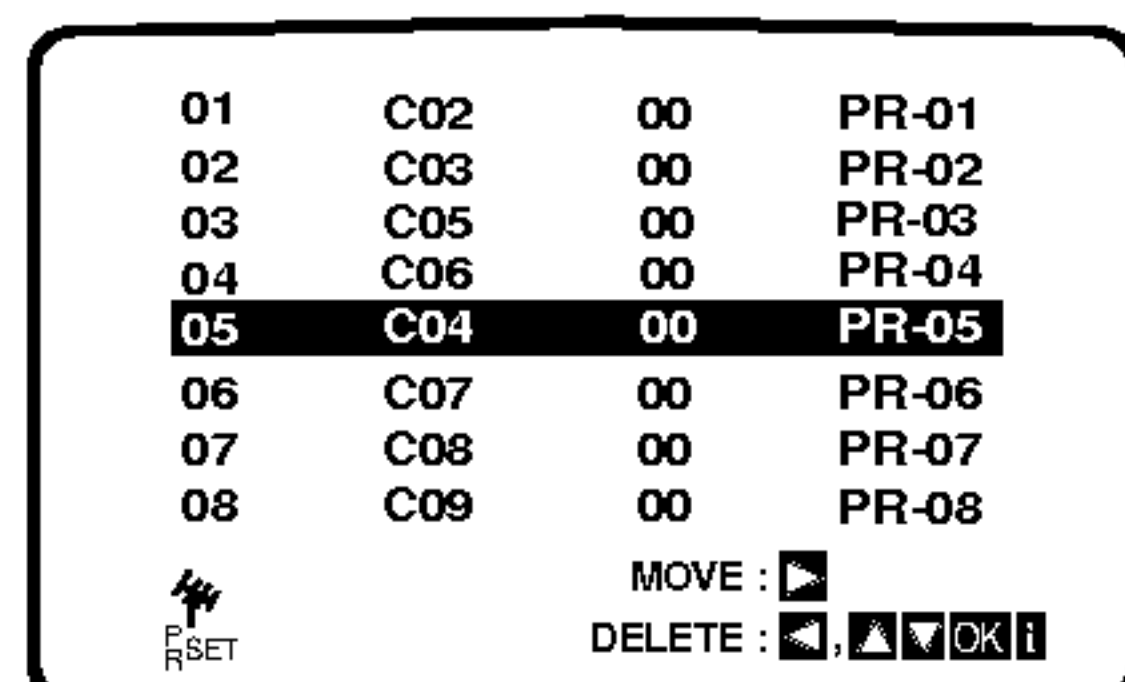 01 C02 00 PR-01
02 C03 00 PR-02
03 C05 00 PR-03
04 C06 00 PR-04
05 C04 00 PR-05
06 C07 00 PR-06
07 C08 00 PR-07
08 C09 00 PR-08
MOVE : ▷
DELETE : ◁ , △ ▽ OK i
PR SET